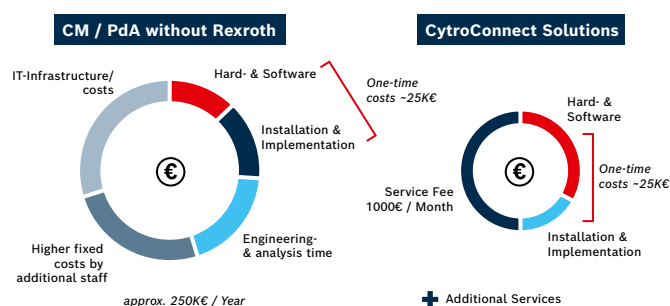 CM / PdA without Rexroth
IT-Infrastructure/
costs
Hard- & Software
Installation &
Implementation
One-time
costs ~25K€
€
Engineering-
& analysis time
Higher fixed
costs by
additional staff
approx. 250K€ / Year
CytroConnect Solutions
Hard- &
Software
One-time
costs ~25K€
€
Service Fee
1000€ / Month
Installation &
Implementation
+ Additional Services